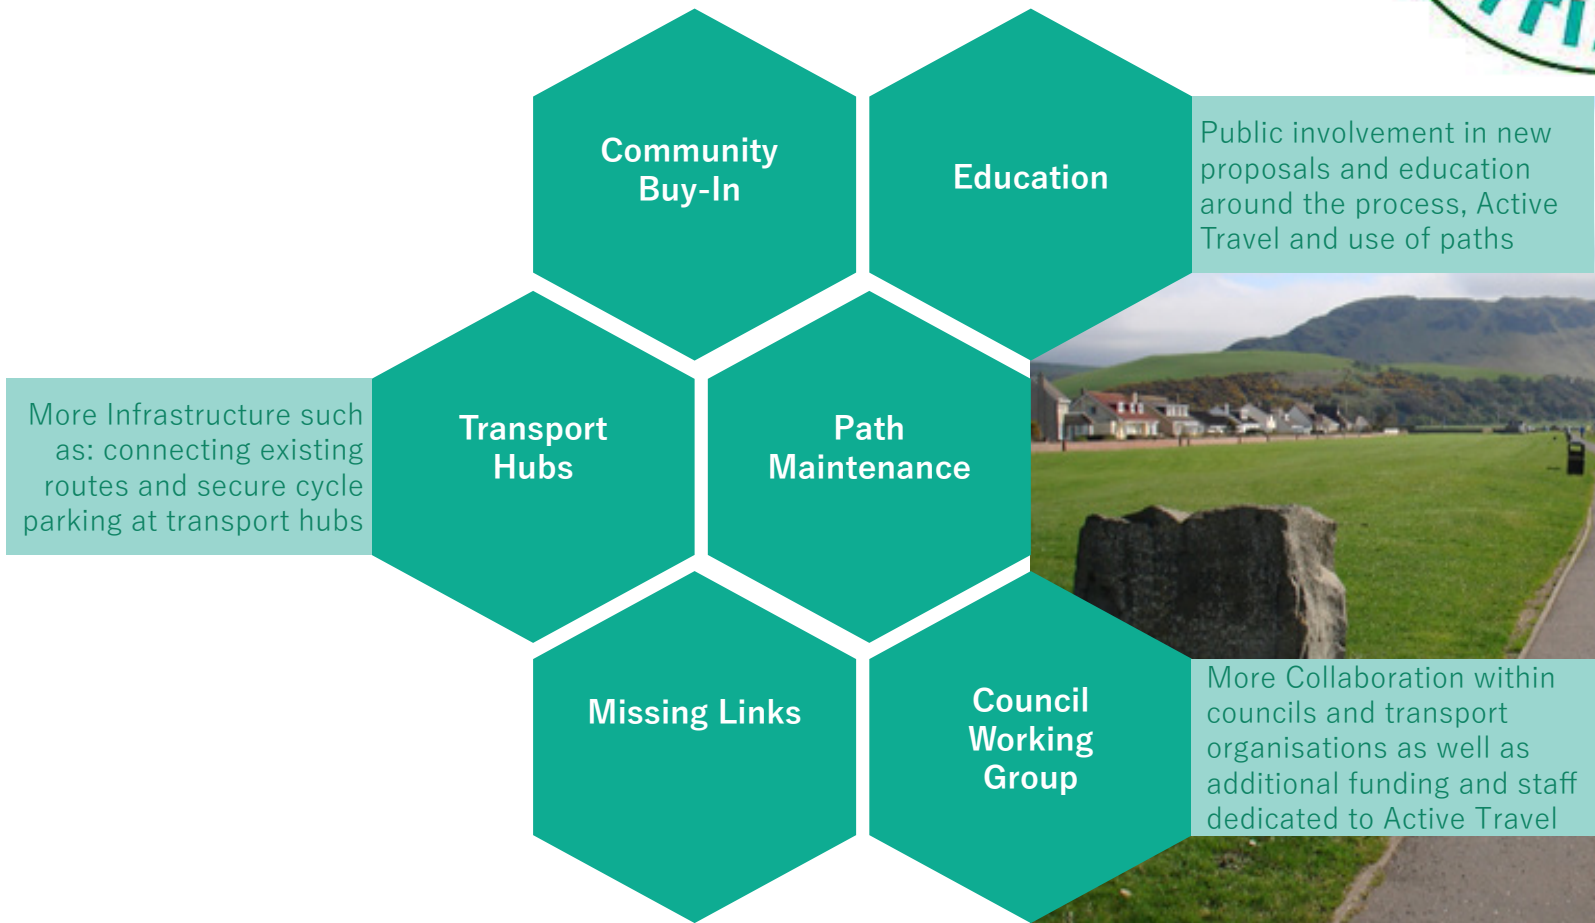 Community
Buy-In
Education
Public involvement in new
proposals and education
around the process, Active
Travel and use of paths
More Infrastructure such
as: connecting existing
routes and secure cycle
parking at transport hubs
Transport
Hubs
Path
Maintenance
Missing Links
Council
Working
Group
More Collaboration within
councils and transport
organisations as well as
additional funding and staff
dedicated to Active Travel